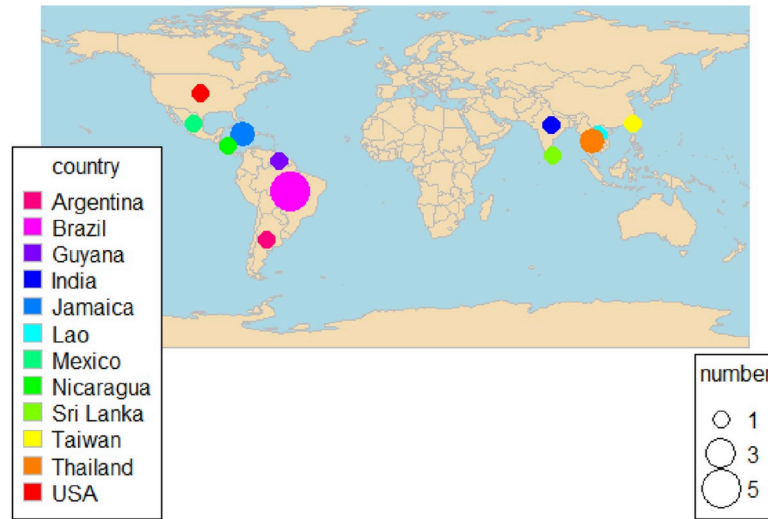 country
Argentina
Brazil
Guyana
India
Jamaica
Lao
Mexico
Nicaragua
Sri Lanka
Taiwan
Thailand
USA
number
1
3
5